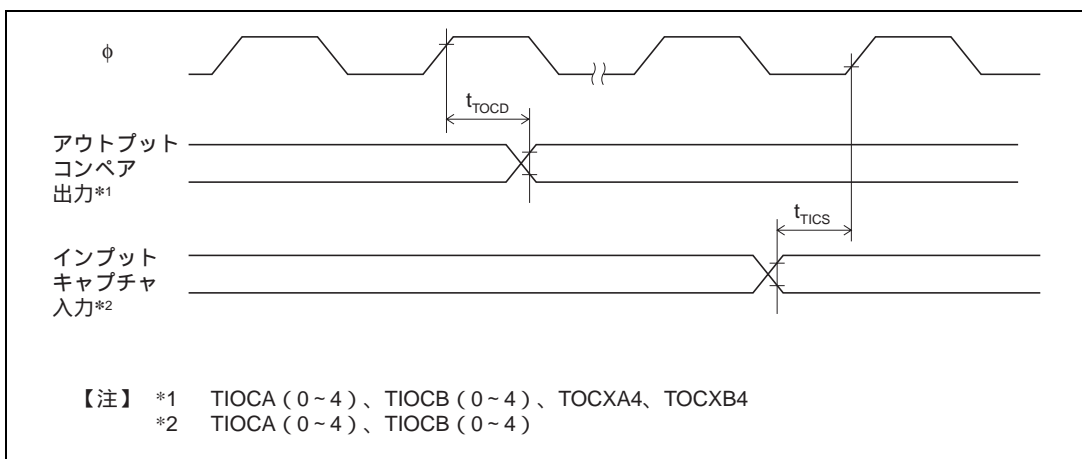 φ
tTOCD
アウトプット
コンペア
出力*1
tTICS
インプット
キャプチャ
入力*2
【注】 *1 TIOCA(0~4)、TIOCB(0~4)、TOCXA4、TOCXB4
*2 TIOCA(0~4)、TIOCB(0~4)